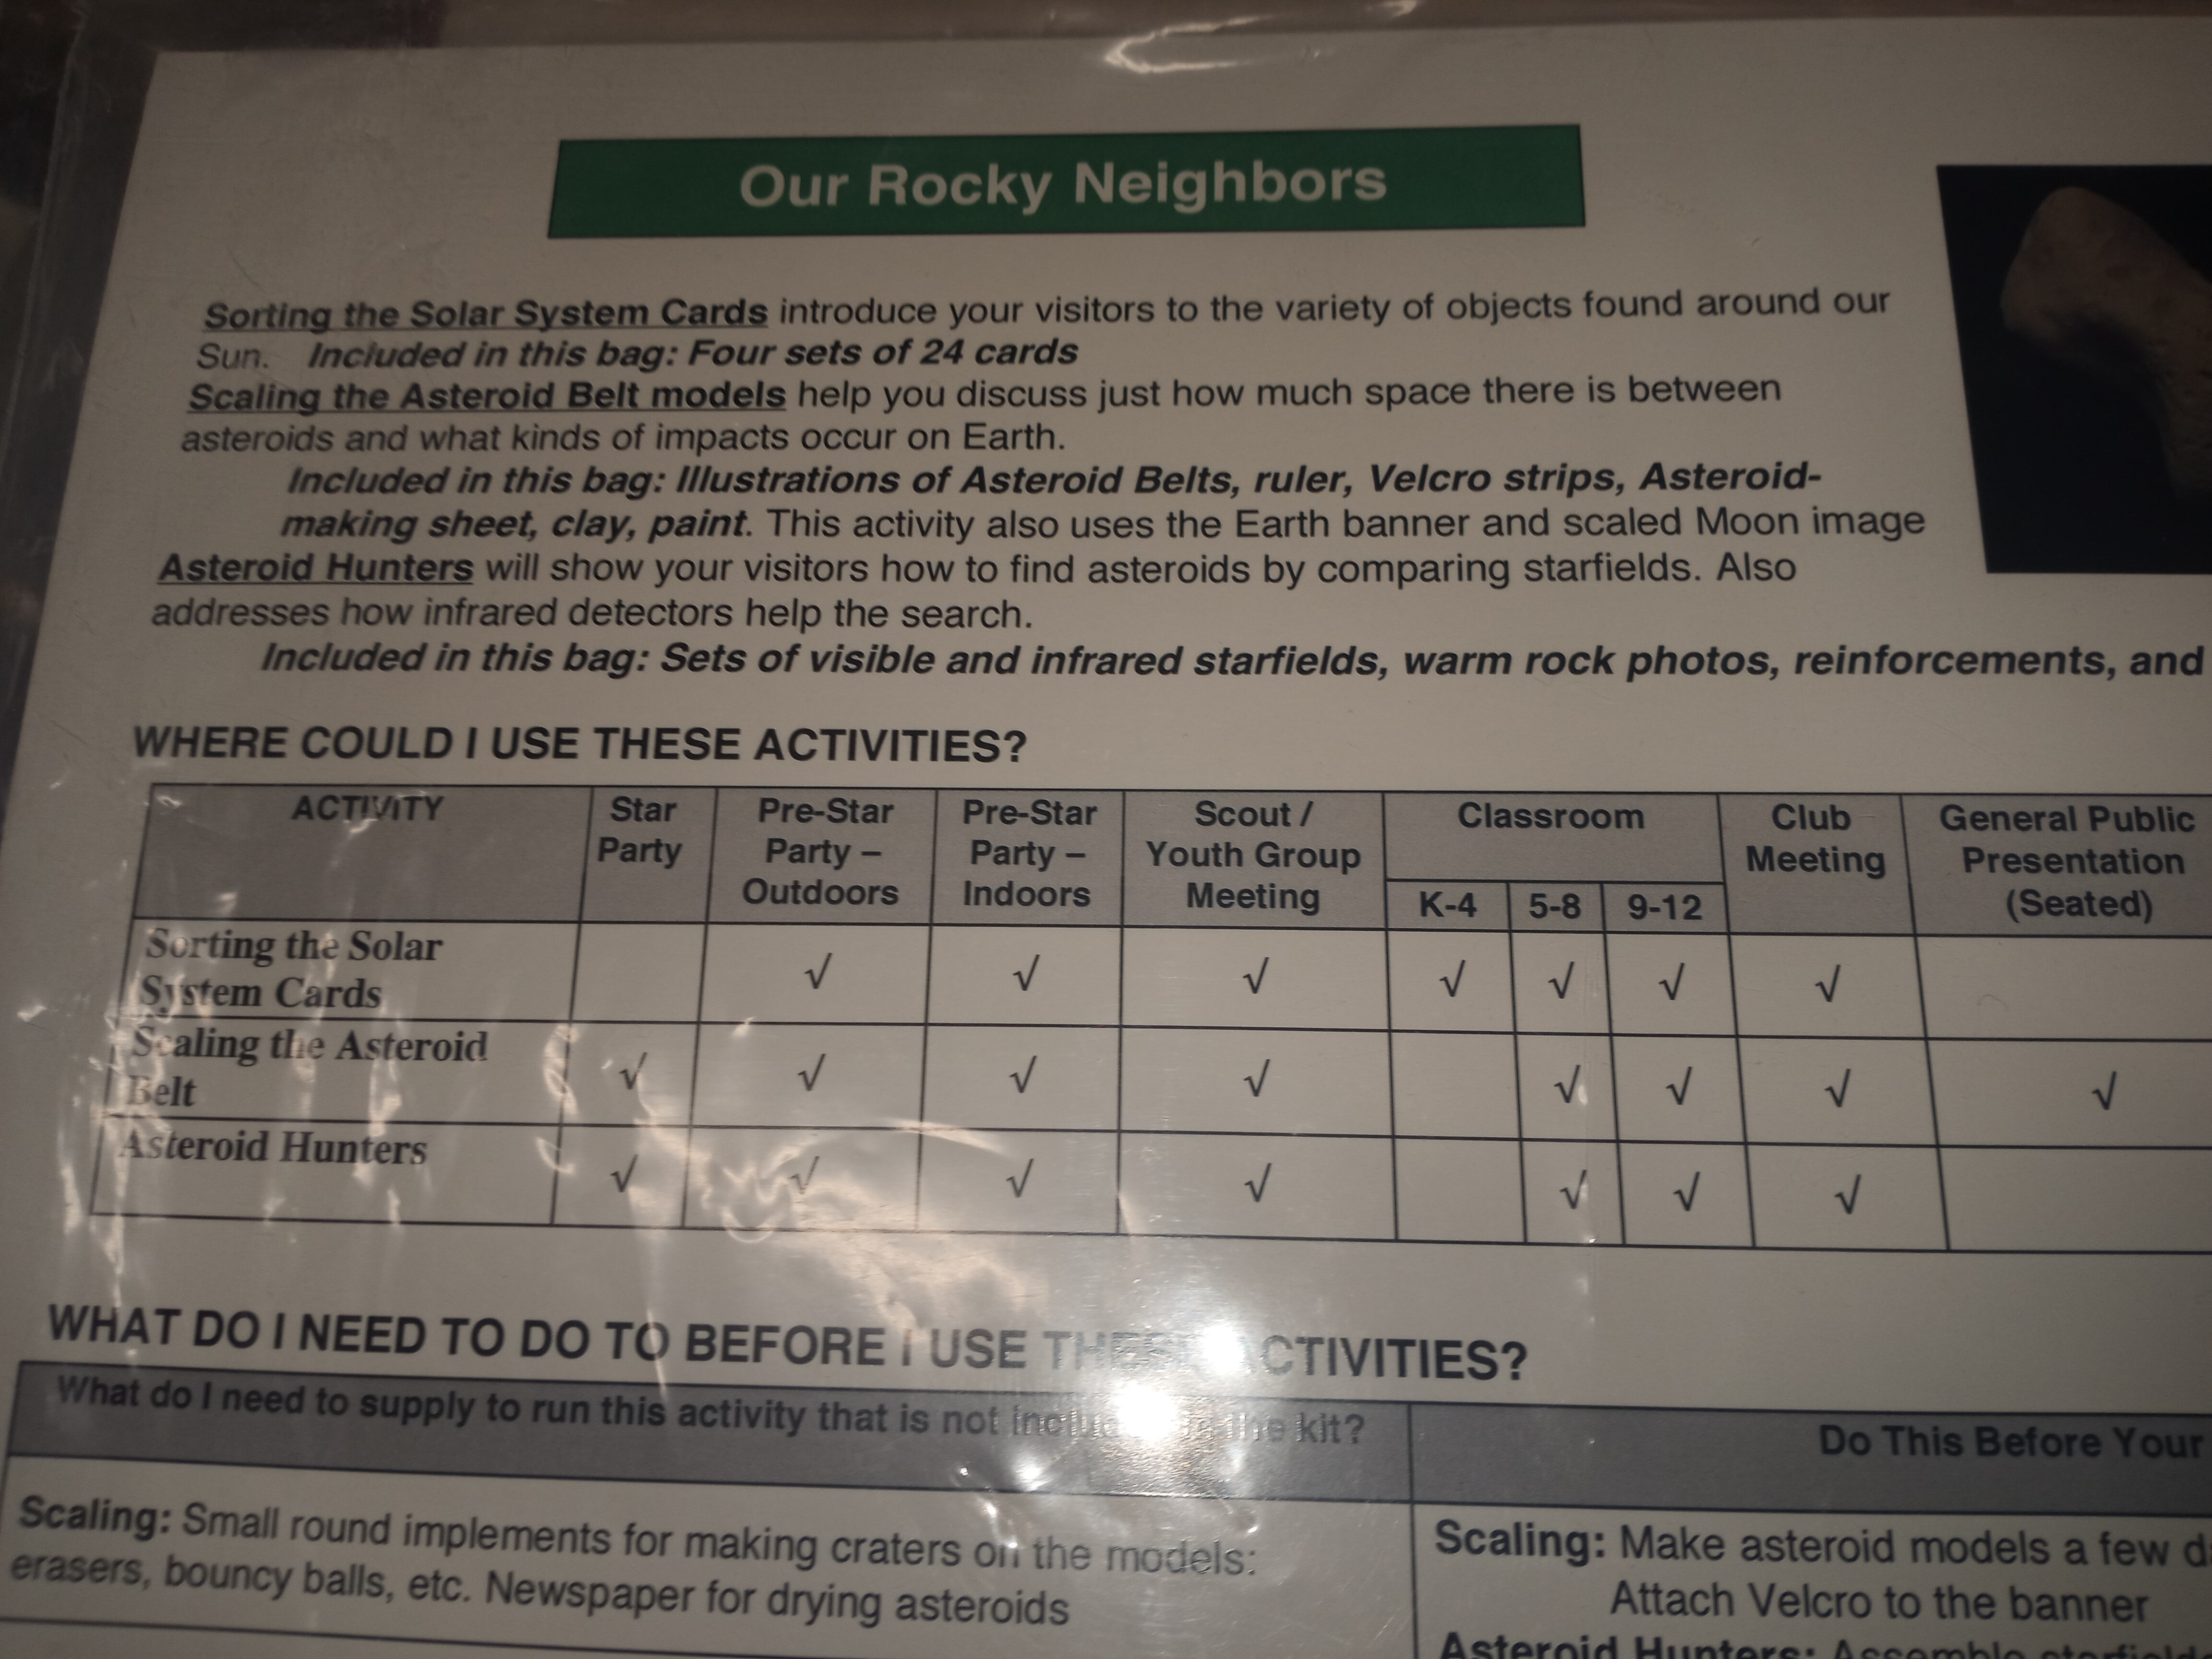 Our Rocky Neighbors
Sorting the Solar System Cards introduce your visitors to the variety of objects found around our
Sun. Included in this bag: Four sets of 24 cards
Scaling the Asteroid Belt models help you discuss just how much space there is between
asteroids and what kinds of impacts occur on Earth.
Included in this bag: Illustrations of Asteroid Belts, ruler, Velcro strips, Asteroid-
making sheet, clay, paint. This activity also uses the Earth banner and scaled Moon image
Asteroid Hunters will show your visitors how to find asteroids by comparing starfields. Also
addresses how infrared detectors help the search.
Included in this bag: Sets of visible and infrared starfields, warm rock photos, reinforcements, and
WHERE COULD I USE THESE ACTIVITIES?
ACTIVITY
Star
Party
Pre-Star
Party –
Outdoors
Pre-Star
Party –
Indoors
Scout /
Youth Group
Meeting
Classroom
K-4 5-8 9-12
Club
Meeting
General Public
Presentation
(Seated)
Sorting the Solar
System Cards
√ √ √ √ √ √ √
Scaling the Asteroid
Belt
√ √ √ √ √ √ √ √
Asteroid Hunters
√ √ √ √ √ √ √
WHAT DO I NEED TO DO TO BEFORE I USE THESE ACTIVITIES?
What do I need to supply to run this activity that is not included in the kit?
Do This Before Your
Scaling: Small round implements for making craters on the models:
erasers, bouncy balls, etc. Newspaper for drying asteroids
Scaling: Make asteroid models a few
Attach Velcro to the banner
Asteroid Hunters: Assemble